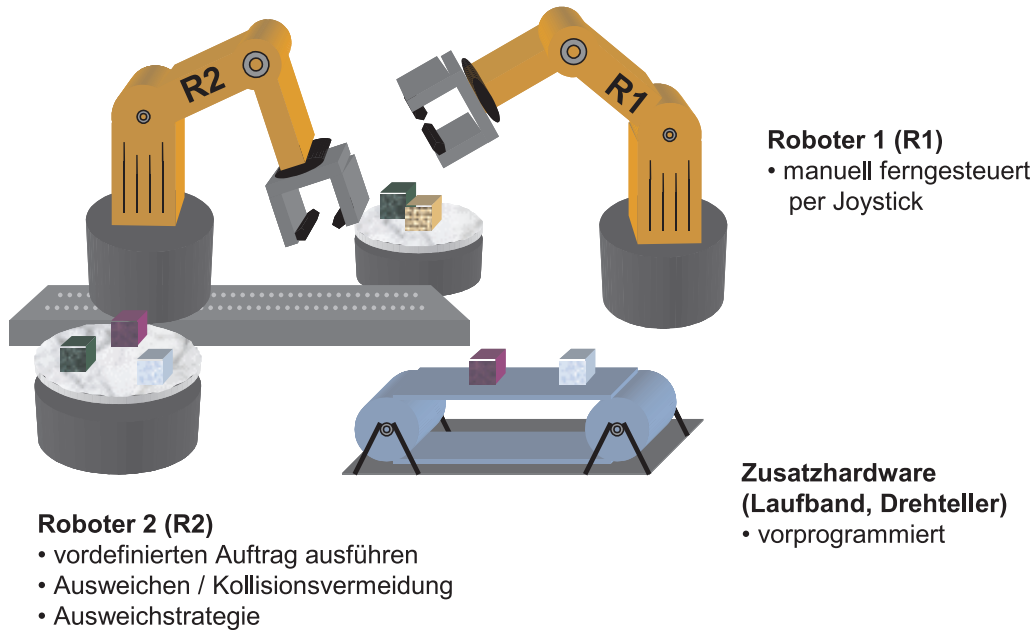 R2
R1
Roboter 1 (R1)
• manuell ferngesteuert
per Joystick
Zusatzhardware
(Laufband, Drehteller)
• vorprogrammiert
Roboter 2 (R2)
• vordefinierten Auftrag ausführen
• Ausweichen / Kollisionsvermeidung
• Ausweichstrategie